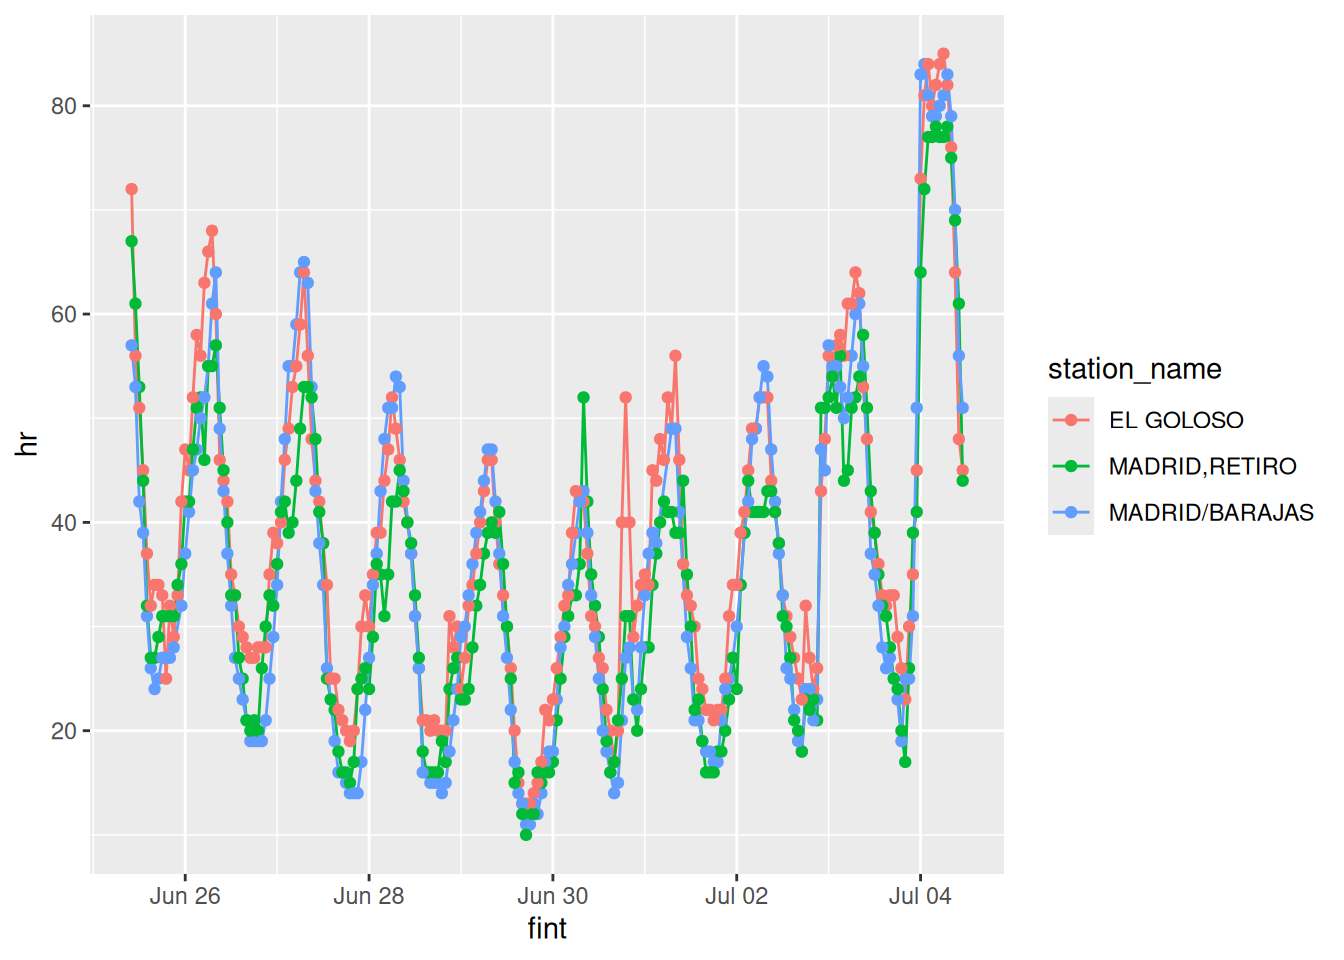 80
60
40
20
hr
Jun 26
Jun 28
Jun 30
Jul 02
Jul 04
fint
station_name
EL GOLOSO
MADRID,RETIRO
MADRID/BARAJAS